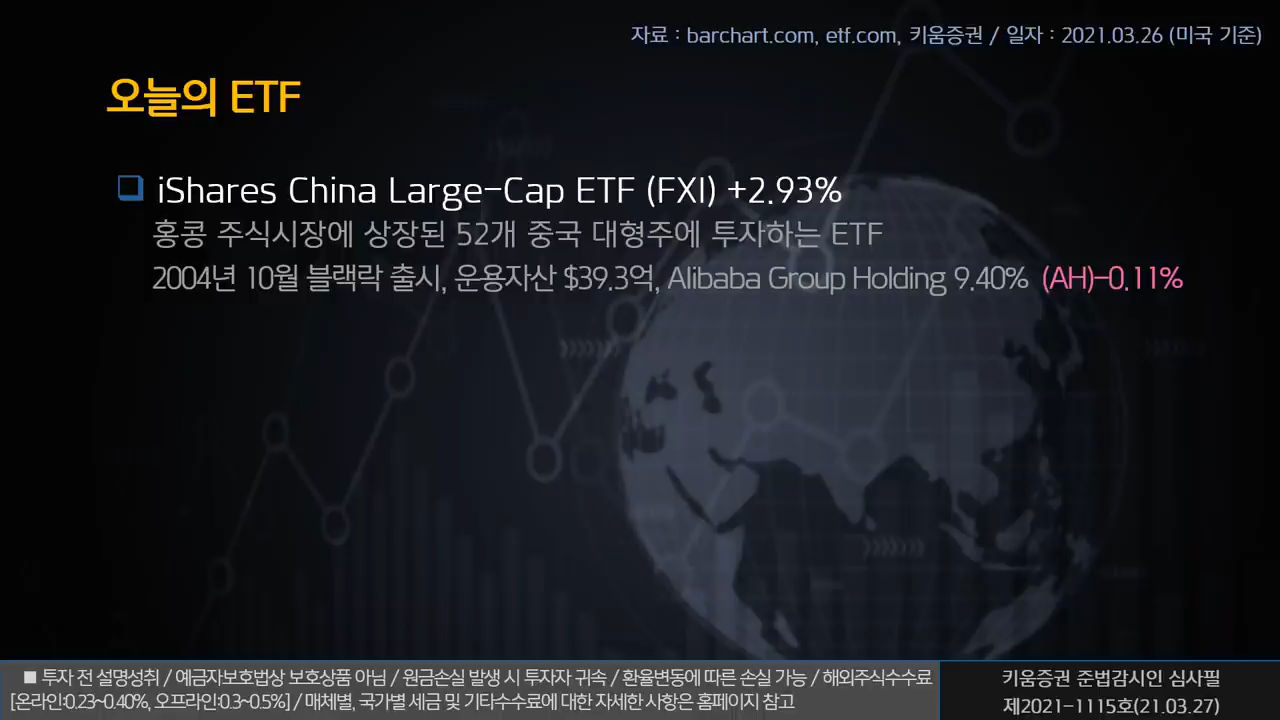 자료 : barchart.com, etf.com, 키움증권 / 일자 : 2021.03.26 (미국 기준)
오늘의 ETF
❑ iShares China Large-Cap ETF (FXI) +2.93%
홍콩 주식시장에 상장된 52개 중국 대형주에 투자하는 ETF
2004년 10월 블랙락 출시, 운용자산 $39.3억, Alibaba Group Holding 9.40% (AH)-0.11%
■ 투자 전 설명성취 / 예금자보호법상 보호상품 아님 / 원금손실 발생 시 투자자 귀속 / 환율변동에 따른 손실 가능 / 해외주식수수료
[온라인:0.23~0.40%, 오프라인:0.3~0.5%] / 매체별, 국가별 세금 및 기타수수료에 대한 자세한 사항은 홈페이지 참고
키움증권 준법감시인 심사필
제2021-1115호(21.03.27)